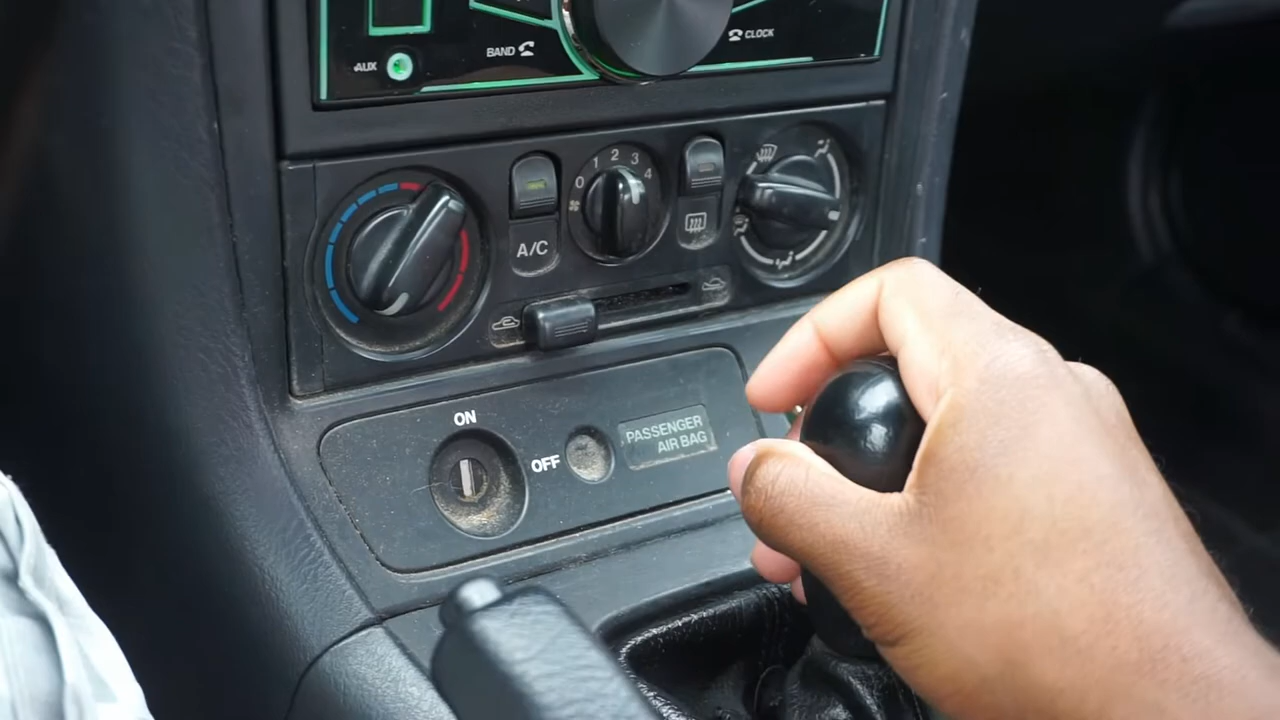 BAND
CLOCK
AUX
0 1 2 3 4
A/C
ON
OFF
PASSENGER
AIR BAG